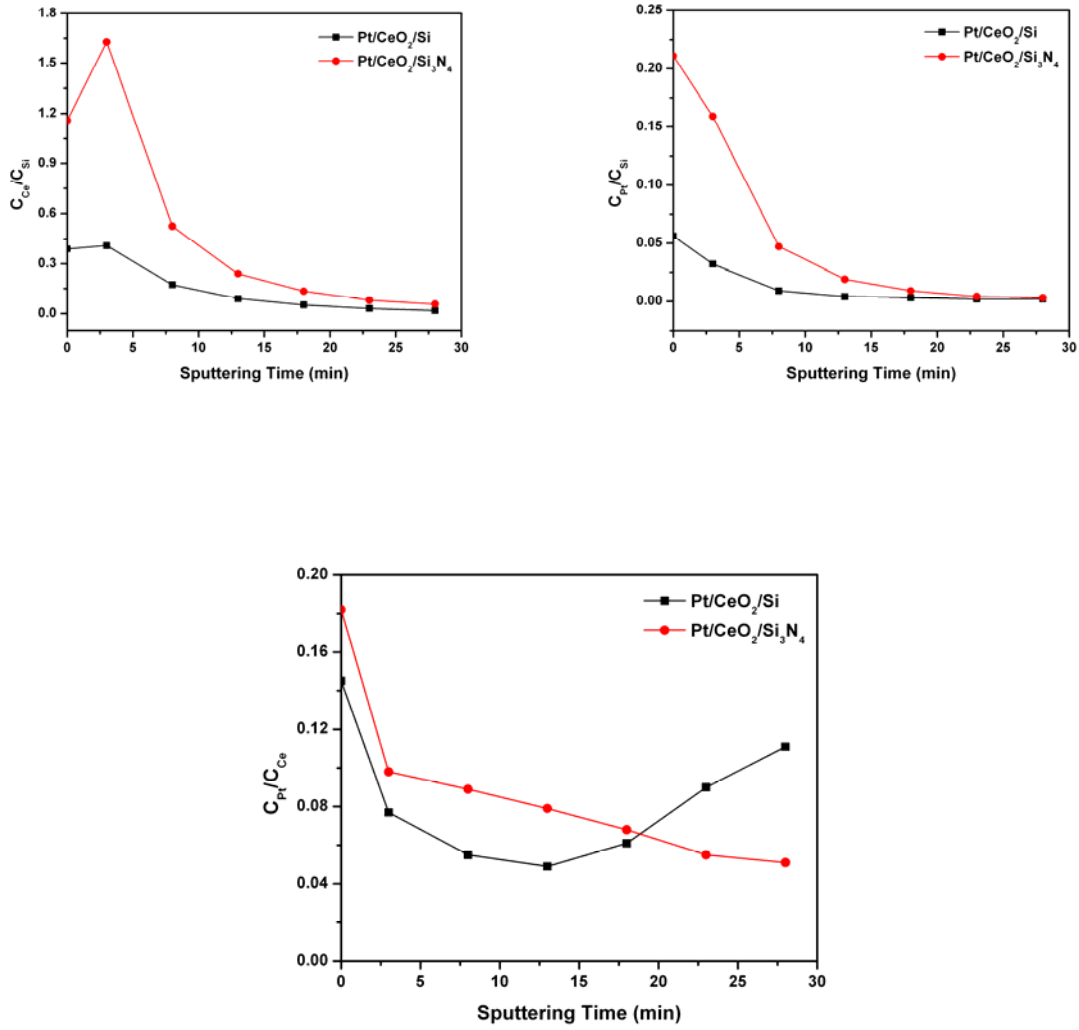 1.8
1.5
1.2
0.9
0.6
0.3
0.0
C_Ce/C_Si
0 5 10 15 20 25 30
Sputtering Time (min)
Pt/CeO₂/Si
Pt/CeO₂/Si₃N₄
0.25
0.20
0.15
0.10
0.05
0.00
C_Pt/C_Si
0 5 10 15 20 25 30
Sputtering Time (min)
Pt/CeO₂/Si
Pt/CeO₂/Si₃N₄
0.20
0.16
0.12
0.08
0.04
0.00
C_Pt/C_Ce
0 5 10 15 20 25 30
Sputtering Time (min)
Pt/CeO₂/Si
Pt/CeO₂/Si₃N₄